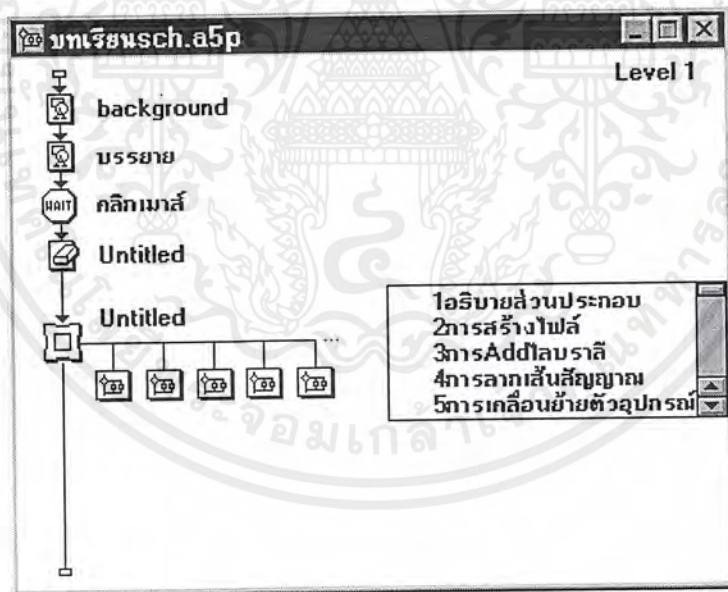 บทเรียนsch.a5p
Level 1
background
บรรยาย
WAIT
คลิกเมาส์
Untitled
Untitled
...
1อธิบายส่วนประกอบ
2การสร้างไฟล์
3การAddไลบราลี
4การลากเส้นสัญญาณ
5การเคลื่อนย้ายตัวอุปกรณ์